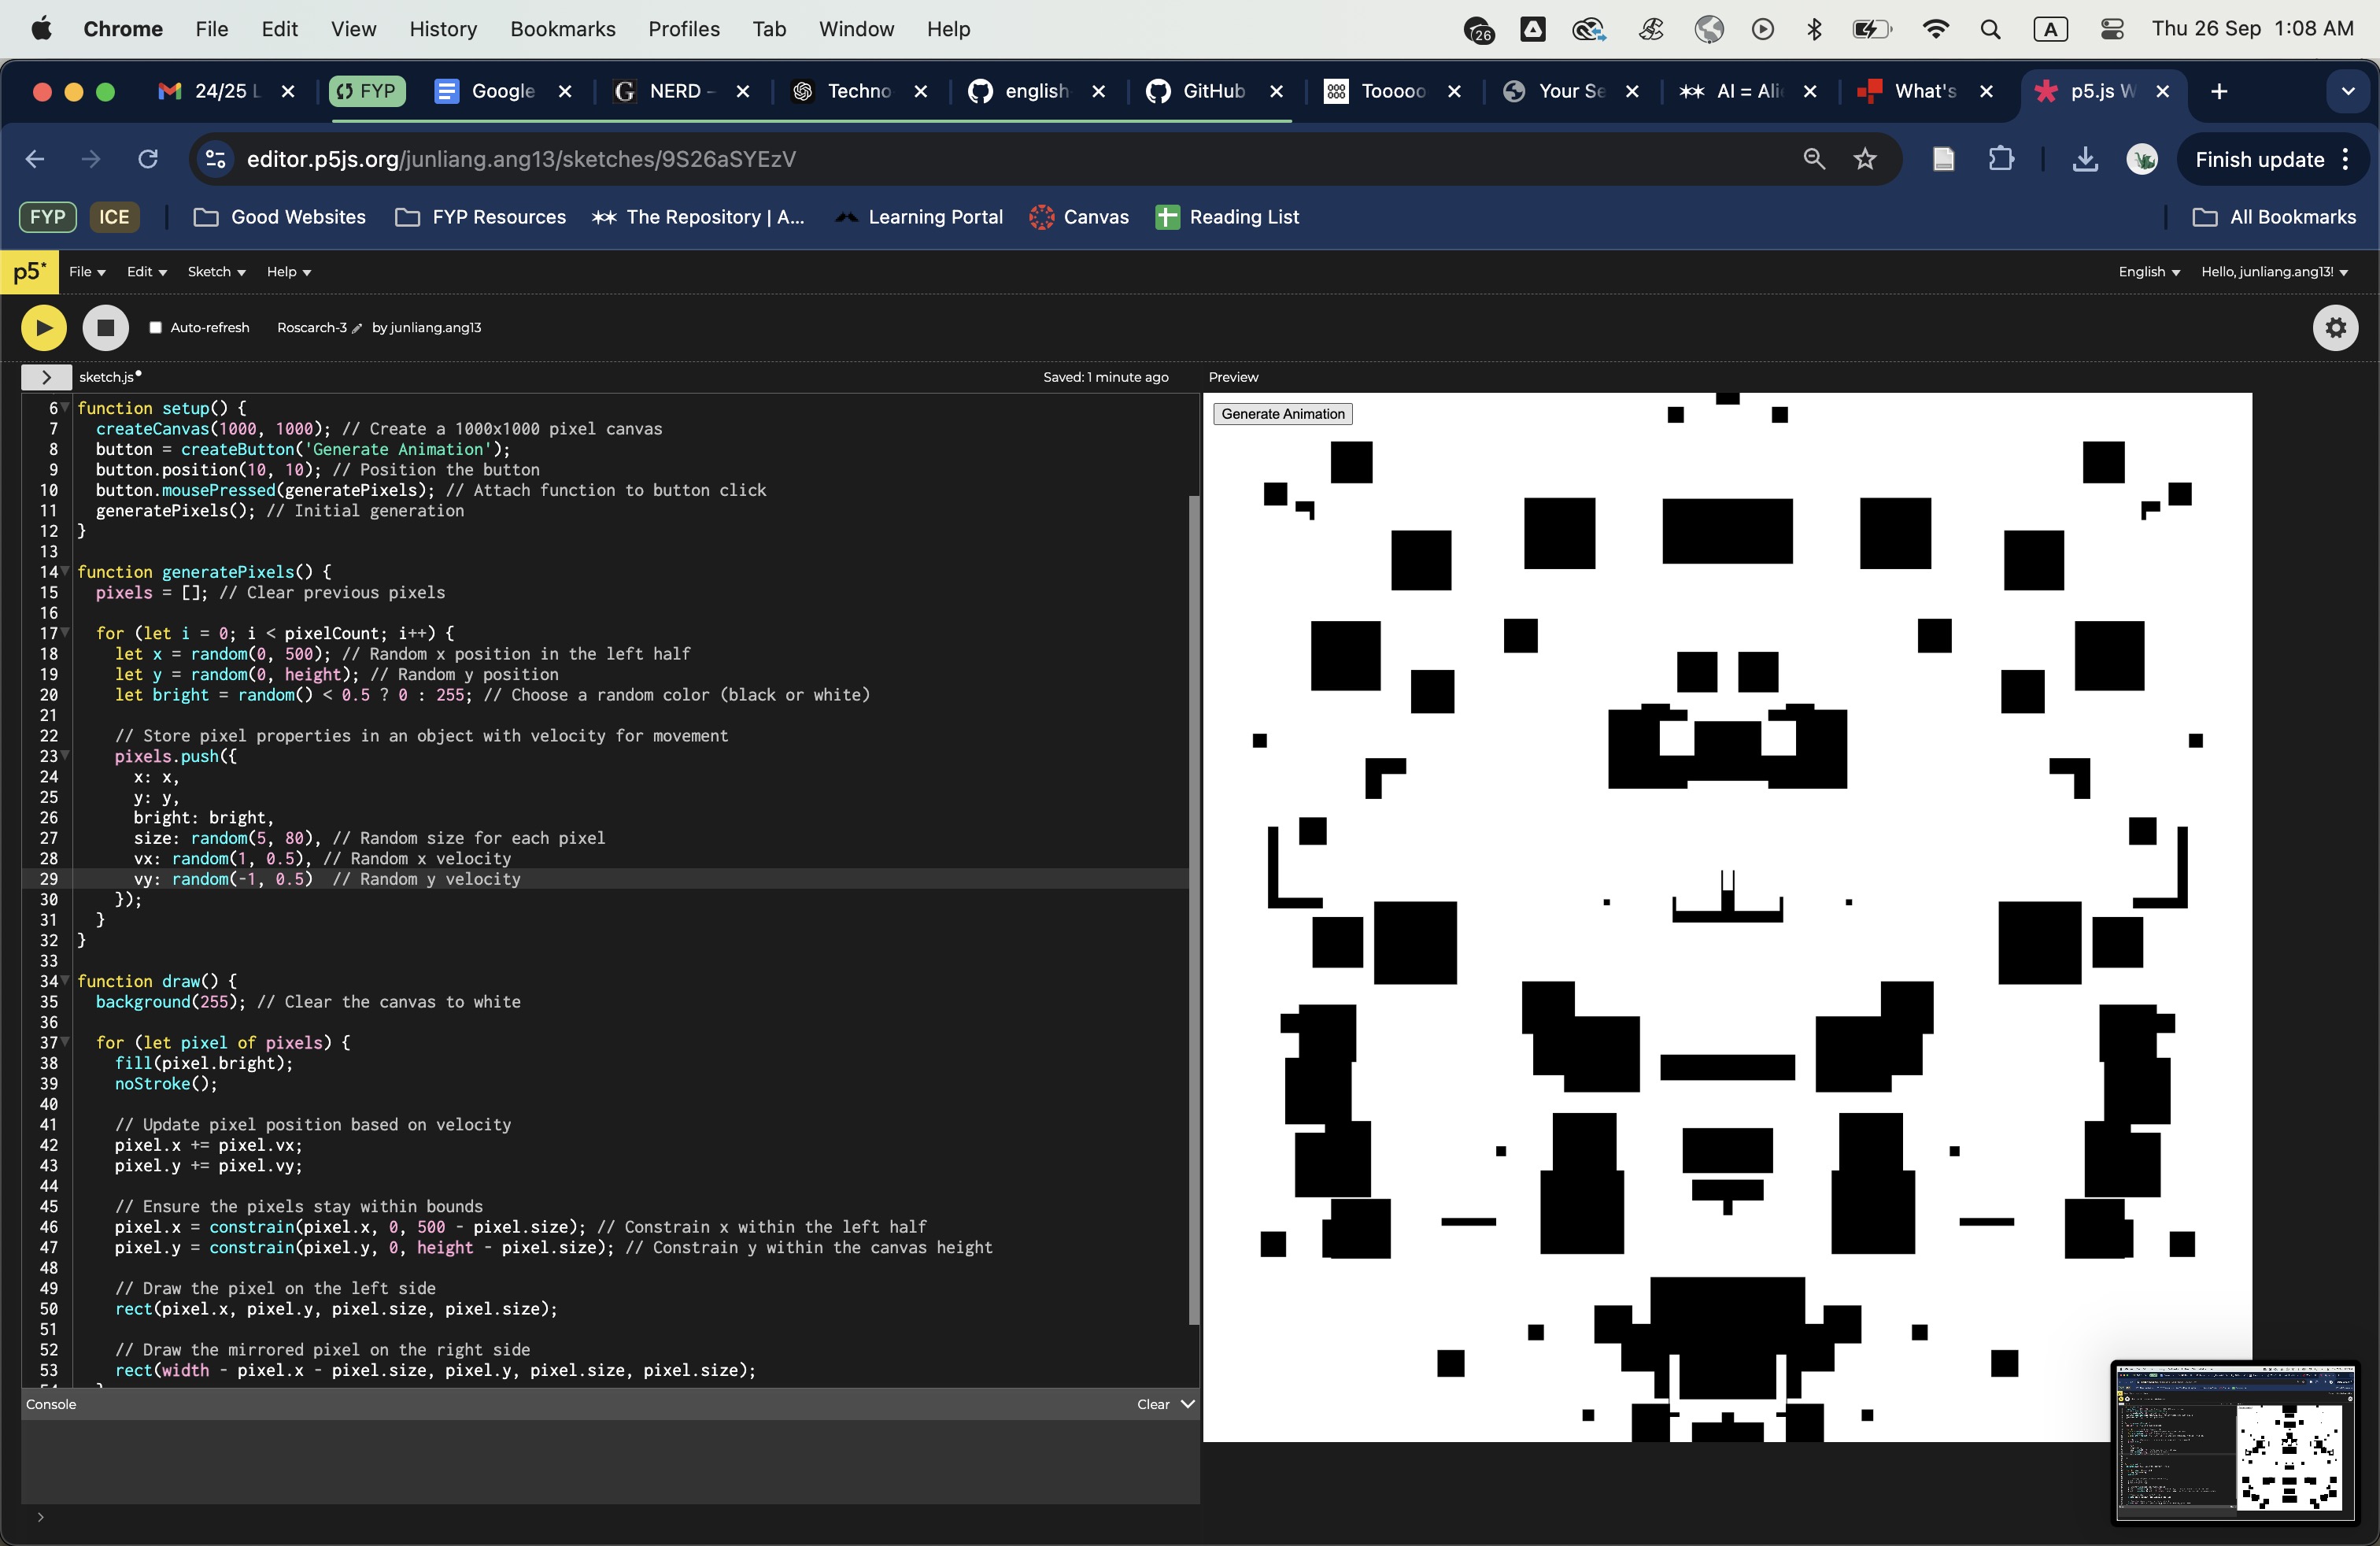 Chrome File Edit View History Bookmarks Profiles Tab Window Help 26 A Thu 26 Sep 1:08 AM
24/25 L FYP Google NERD - Techno english GitHub Tooooo Your Se AI = Ali What's p5.js W
editor.p5js.org/junliang.ang13/sketches/9S26aSYEzV Finish update
FYP ICE Good Websites FYP Resources The Repository | A... Learning Portal Canvas Reading List All Bookmarks
p5* File Edit Sketch Help English Hello, junliang.ang13!
Auto-refresh Roscarch-3 by junliang.ang13
sketch.js Saved: 1 minute ago Preview
Generate Animation
6 function setup() {
7 createCanvas(1000, 1000); // Create a 1000x1000 pixel canvas
8 button = createButton('Generate Animation');
9 button.position(10, 10); // Position the button
10 button.mousePressed(generatePixels); // Attach function to button click
11 generatePixels(); // Initial generation
12 }
13
14 function generatePixels() {
15 pixels = []; // Clear previous pixels
16
17 for (let i = 0; i < pixelCount; i++) {
18 let x = random(0, 500); // Random x position in the left half
19 let y = random(0, height); // Random y position
20 let bright = random() < 0.5 ? 0 : 255; // Choose a random color (black or white)
21
22 // Store pixel properties in an object with velocity for movement
23 pixels.push({
24 x: x,
25 y: y,
26 bright: bright,
27 size: random(5, 80), // Random size for each pixel
28 vx: random(1, 0.5), // Random x velocity
29 vy: random(-1, 0.5) // Random y velocity
30 });
31 }
32 }
33
34 function draw() {
35 background(255); // Clear the canvas to white
36
37 for (let pixel of pixels) {
38 fill(pixel.bright);
39 noStroke();
40
41 // Update pixel position based on velocity
42 pixel.x += pixel.vx;
43 pixel.y += pixel.vy;
44
45 // Ensure the pixels stay within bounds
46 pixel.x = constrain(pixel.x, 0, 500 - pixel.size); // Constrain x within the left half
47 pixel.y = constrain(pixel.y, 0, height - pixel.size); // Constrain y within the canvas height
48
49 // Draw the pixel on the left side
50 rect(pixel.x, pixel.y, pixel.size, pixel.size);
51
52 // Draw the mirrored pixel on the right side
53 rect(width - pixel.x - pixel.size, pixel.y, pixel.size, pixel.size);
Console Clear
>